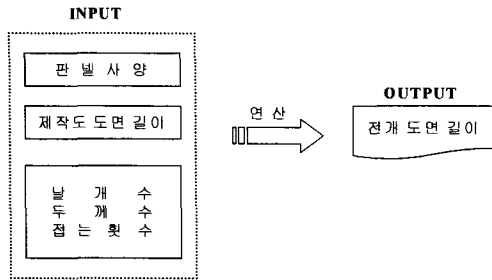 INPUT
판 넬 사 양
제작도 도면 길이
날 개 수
두 께 수
접 는 횟 수
연 산
OUTPUT
전개 도면 길이